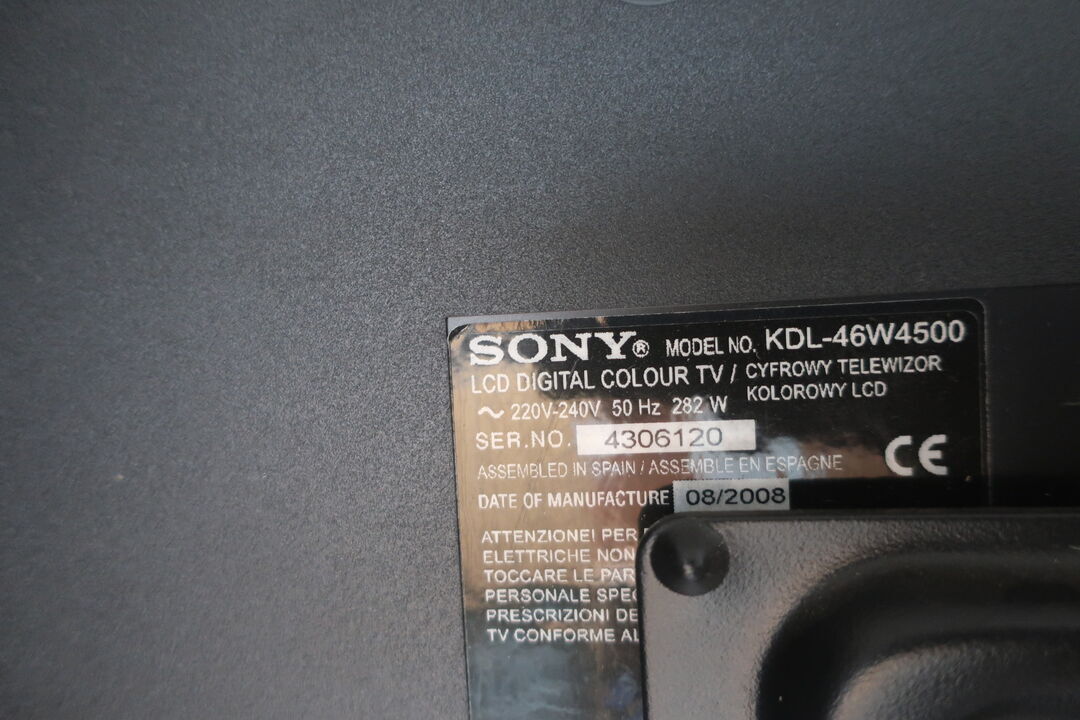 SONY® MODEL NO. KDL-46W4500
LCD DIGITAL COLOUR TV / CYFROWY TELEWIZOR
KOLOROWY LCD
~ 220V-240V 50 Hz 282 W
SER.NO. 4306120
ASSEMBLED IN SPAIN / ASSEMBLE EN ESPAGNE
CE
DATE OF MANUFACTURE 08/2008
ATTENZIONE! PER
ELETTRICHE NON
TOCCARE LE PAR
PERSONALE SPEC
PRESCRIZIONI DE
TV CONFORME AL